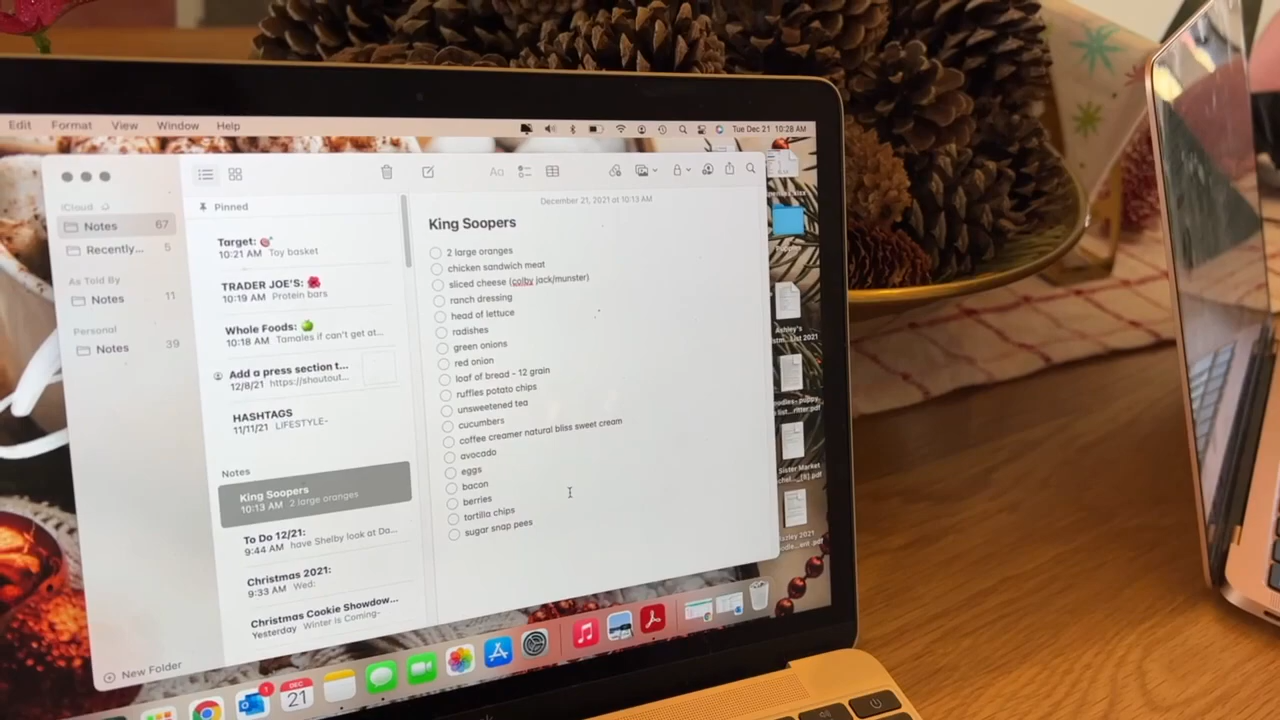 Edit Format View Window Help
Tue Dec 21 10:28 AM
iCloud
Notes 67
Recently... 5
As Told By
Notes 11
Personal
Notes 39
New Folder
Pinned
Target:
10:21 AM Toy basket
TRADER JOE'S:
10:19 AM Protein bars
Whole Foods:
10:18 AM Tamales if can't get at...
Add a press section t...
12/8/21 https://shoutout...
HASHTAGS
11/11/21 LIFESTYLE-
Notes
King Soopers
10:13 AM 2 large oranges
To Do 12/21:
9:44 AM have Shelby look at Da...
Christmas 2021:
9:33 AM Wed:
Christmas Cookie Showdow...
Yesterday Winter is Coming-
Aa
December 21, 2021 at 10:13 AM
King Soopers
2 large oranges
chicken sandwich meat
sliced cheese (colby jack/munster)
ranch dressing
head of lettuce
radishes
green onions
red onion
loaf of bread - 12 grain
ruffles potato chips
unsweetened tea
cucumbers
coffee creamer natural bliss sweet cream
avocado
eggs
bacon
berries
tortilla chips
sugar snap pees
Ashley's
List 2021
Sister Market
DEC
21
1